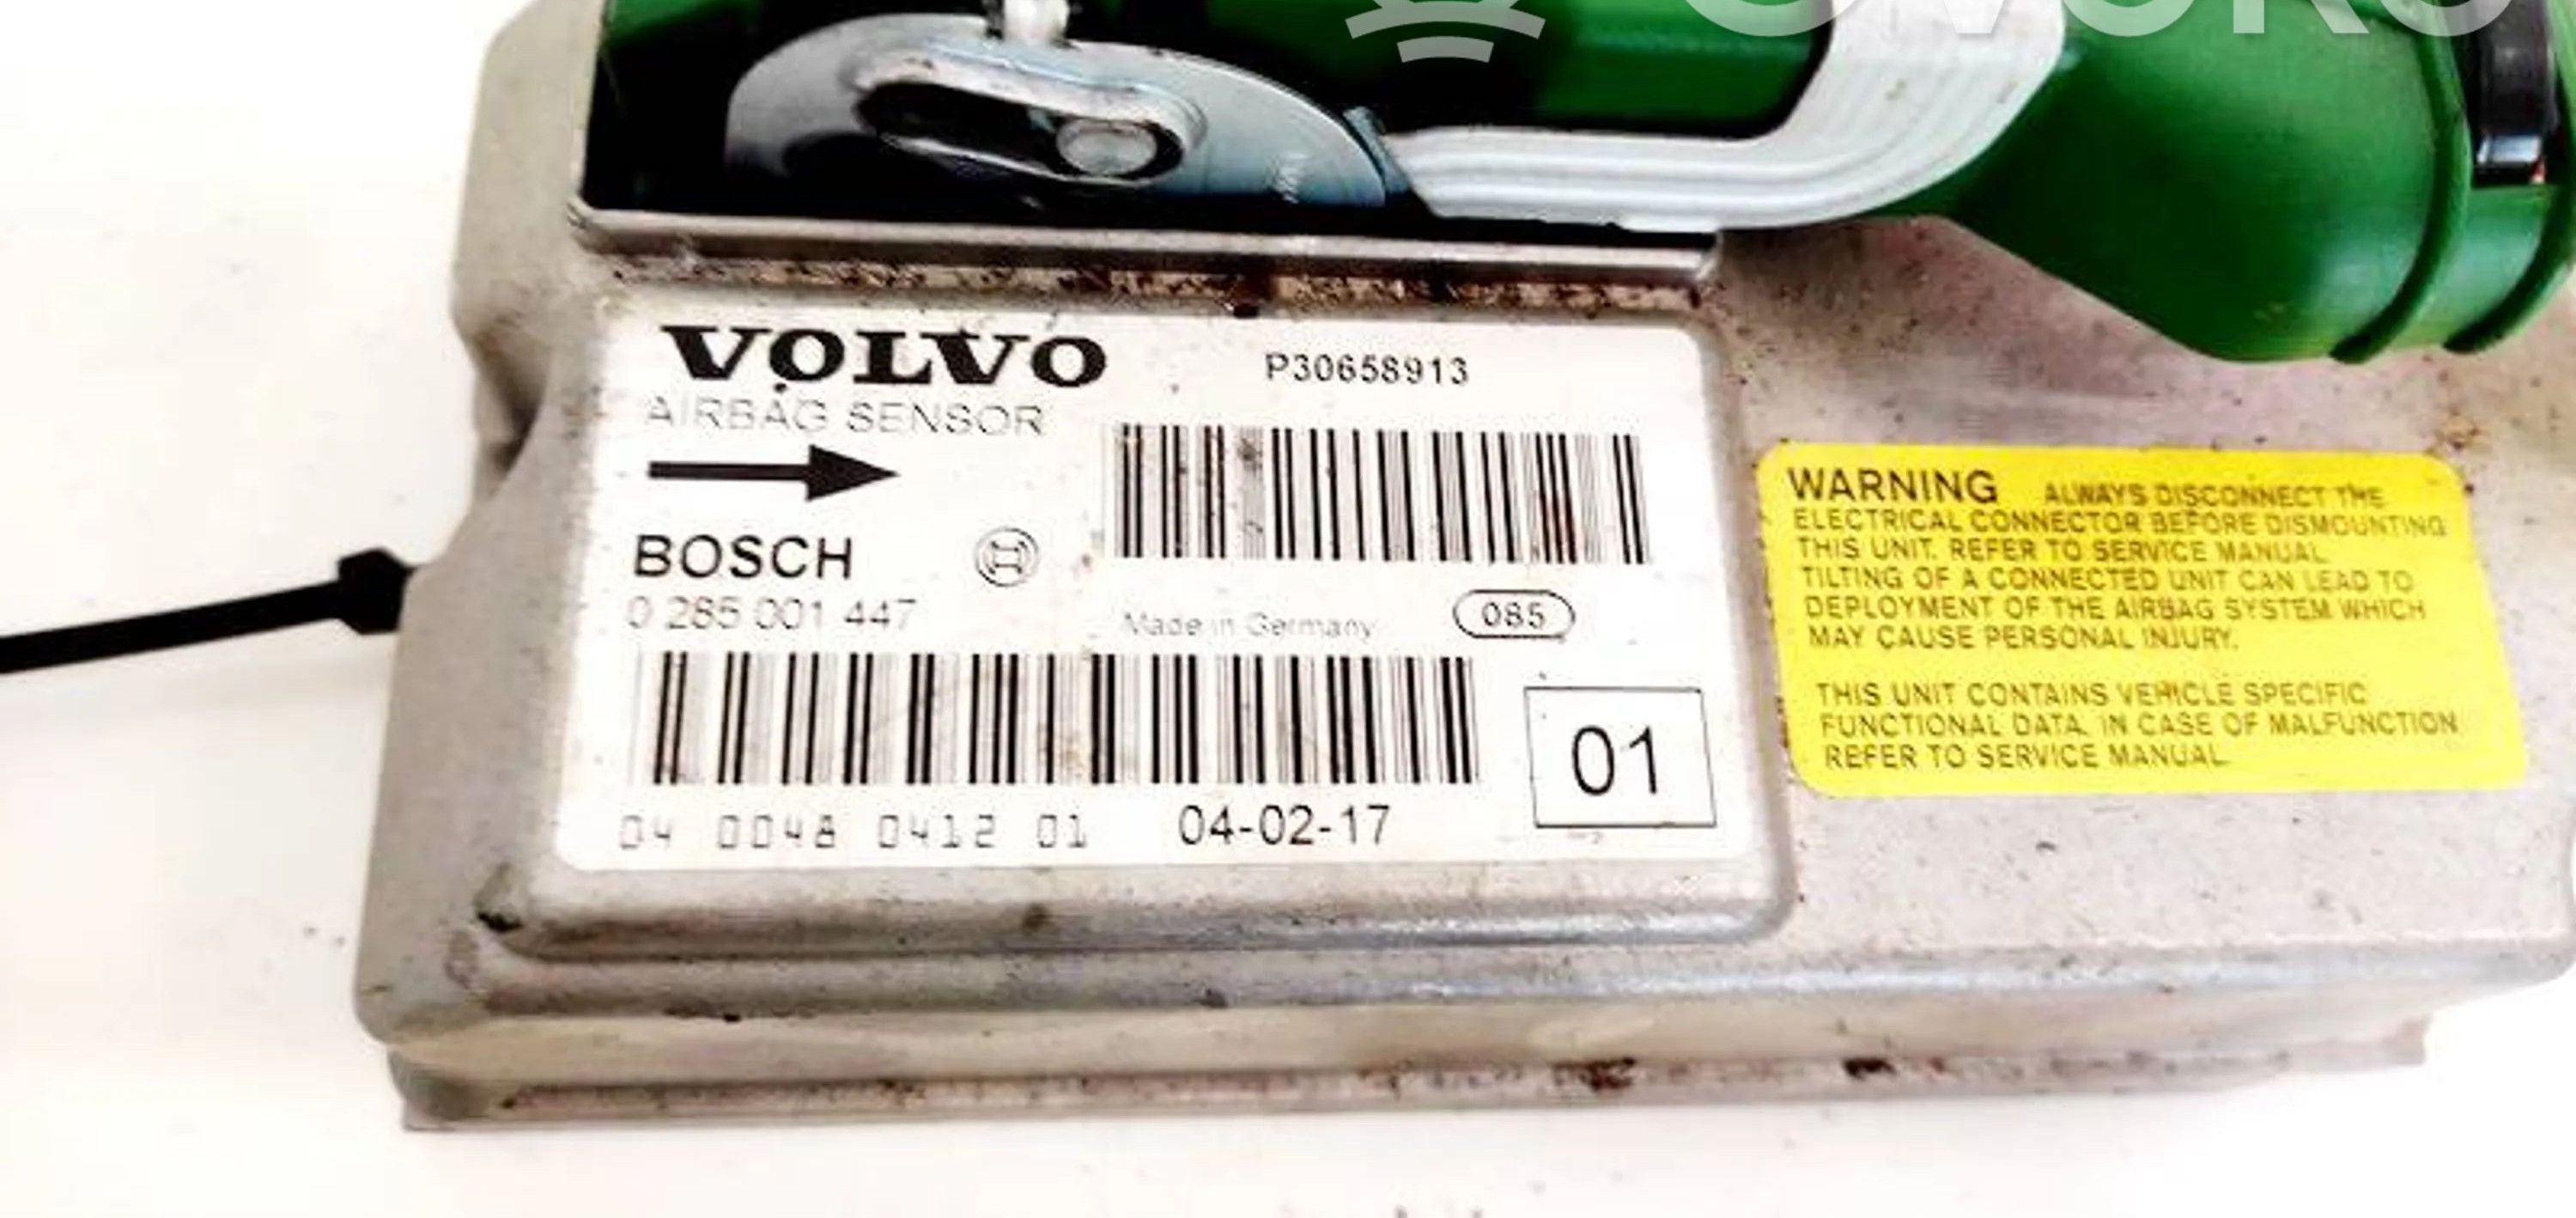 VOLVO
P30658913
AIRBAG SENSOR
BOSCH
0 285 001 447
Made in Germany
085
01
04 0048 0412 01
04-02-17
WARNING ALWAYS DISCONNECT THE
ELECTRICAL CONNECTOR BEFORE DISMOUNTING
THIS UNIT. REFER TO SERVICE MANUAL.
TILTING OF A CONNECTED UNIT CAN LEAD TO
DEPLOYMENT OF THE AIRBAG SYSTEM WHICH
MAY CAUSE PERSONAL INJURY.
THIS UNIT CONTAINS VEHICLE SPECIFIC
FUNCTIONAL DATA. IN CASE OF MALFUNCTION
REFER TO SERVICE MANUAL.